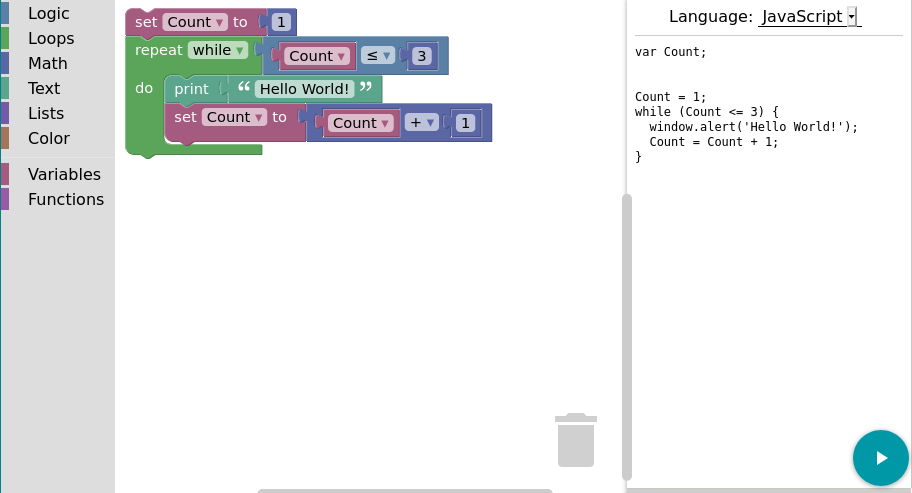 Logic
Loops
Math
Text
Lists
Color
Variables
Functions
set Count ▾ to 1
repeat while ▾ Count ▾ ≤ ▾ 3
do print “ Hello World! ”
set Count ▾ to Count ▾ + ▾ 1
Language: JavaScript
var Count;
Count = 1;
while (Count <= 3) {
  window.alert('Hello World!');
  Count = Count + 1;
}